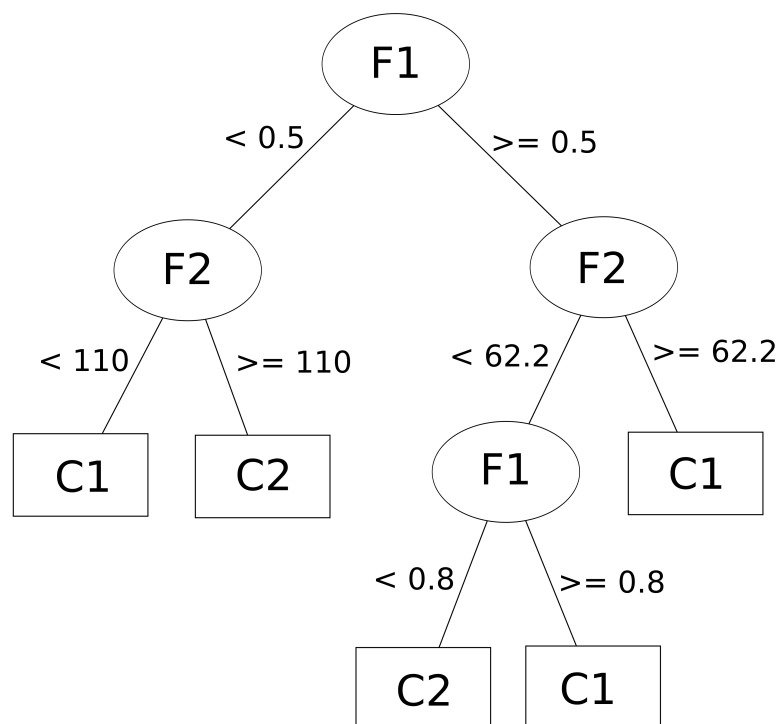 F1
< 0.5
>= 0.5
F2
F2
< 110
>= 110
< 62.2
>= 62.2
C1
C2
F1
C1
< 0.8
>= 0.8
C2
C1